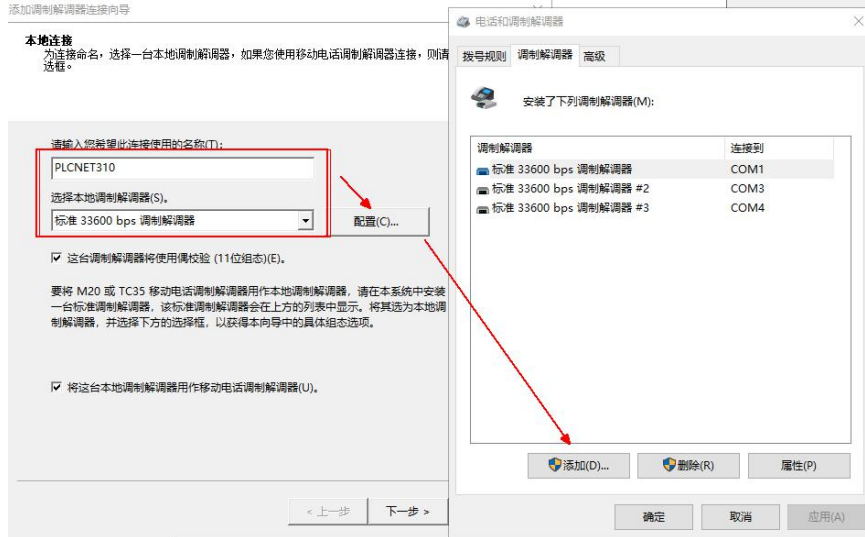 添加调制解调器连接向导
本地连接
为连接命名，选择一台本地调制解调器，如果您使用移动电话调制解调器连接，则请
选框。
请输入您希望此连接使用的名称(T):
PLCNET310
选择本地调制解调器(S)。
标准 33600 bps 调制解调器
配置(C)...
这台调制解调器将使用偶校验 (11位组态)(E)。
要将 M20 或 TC35 移动电话调制解调器用作本地调制解调器，请在本系统中安装
一台标准调制解调器，该标准调制解调器会在上方的列表中显示。将其选为本地调
制解调器，并选择下方的选择框，以获得本向导中的具体组态选项。
将这台本地调制解调器用作移动电话调制解调器(U)。
< 上一步
下一步 >
电话和调制解调器
拨号规则 调制解调器 高级
安装了下列调制解调器(M):
调制解调器 连接到
标准 33600 bps 调制解调器 COM1
标准 33600 bps 调制解调器 #2 COM3
标准 33600 bps 调制解调器 #3 COM4
添加(D)... 删除(R) 属性(P)
确定 取消 应用(A)